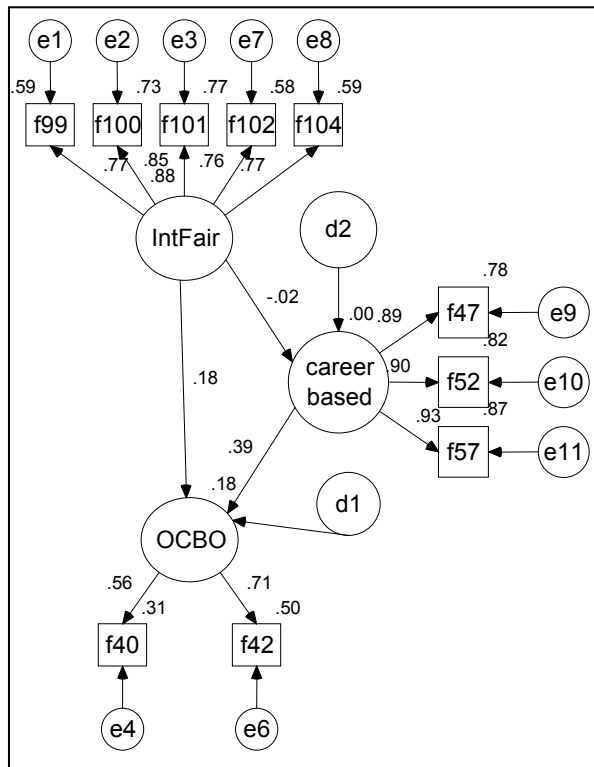 e1 e2 e3 e7 e8
.59 .73 .77 .58 .59
f99 f100 f101 f102 f104
.77 .85 .88 .76 .77
IntFair
d2
-.02
.78
.00 .89 f47 e9
.82
career based
.90 f52 e10
.87
.93 f57 e11
.18
.39
.18 d1
OCBO
.56 .71
.31 .50
f40 f42
e4 e6